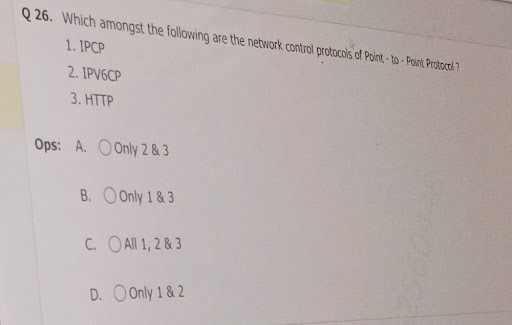 Q 26. Which amongst the following are the network control protocols of Point - to - Point Protocol ?
1. IPCP
2. IPV6CP
3. HTTP
Ops: A. Only 2 & 3
B. Only 1 & 3
C. All 1, 2 & 3
D. Only 1 & 2